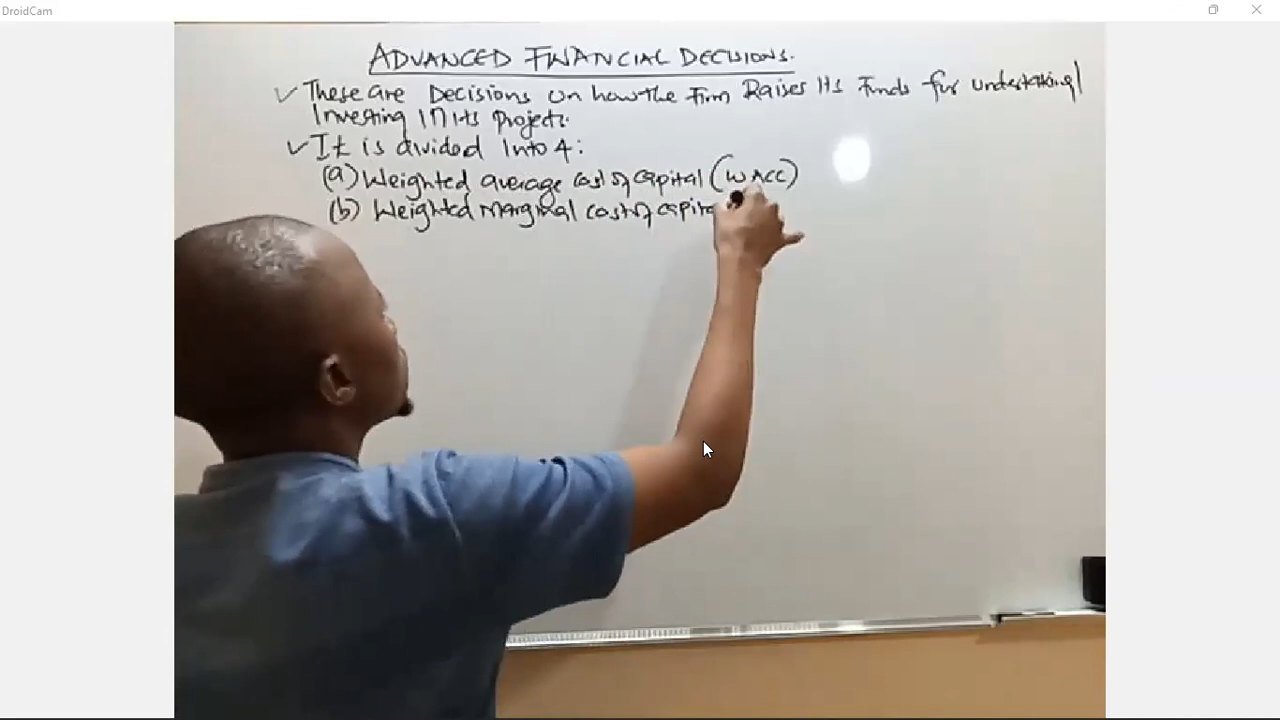 DroidCam
ADVANCED FINANCIAL DECISIONS.
✓ These are Decisions on how the Firm Raises Its Funds for undertaking/
Investing In Its Projects.
✓ It is divided Into 4:
(a) Weighted average cost of capital (WACC)
(b) Weighted Marginal cost of capita